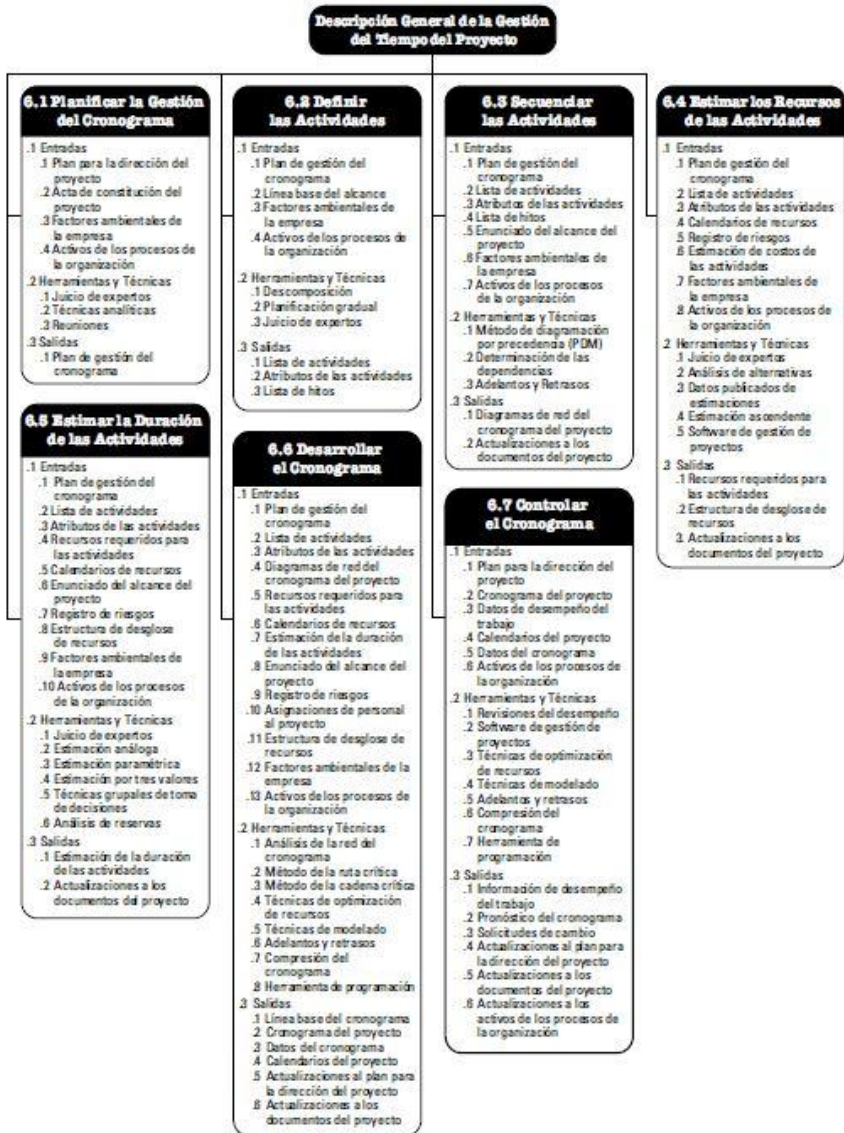 Descripción General de la Gestión
del Tiempo del Proyecto
6.1 Planificar la Gestión
del Cronograma
.1 Entradas
.1 Plan para la dirección del
proyecto
.2 Acta de constitución del
proyecto
.3 Factores ambientales de
la empresa
.4 Activos de los procesos de
la organización
.2 Herramientas y Técnicas
.1 Juicio de expertos
.2 Técnicas analíticas
.3 Reuniones
.3 Salidas
.1 Plan de gestión del
cronograma
6.2 Definir
las Actividades
.1 Entradas
.1 Plan de gestión del
cronograma
.2 Línea base del alcance
.3 Factores ambientales de
la empresa
.4 Activos de los procesos de
la organización
.2 Herramientas y Técnicas
.1 Descomposición
.2 Planificación gradual
.3 Juicio de expertos
.3 Salidas
.1 Lista de actividades
.2 Atributos de las actividades
.3 Lista de hitos
6.3 Secuenciar
las Actividades
.1 Entradas
.1 Plan de gestión del
cronograma
.2 Lista de actividades
.3 Atributos de las actividades
.4 Lista de hitos
.5 Enunciado del alcance del
proyecto
.6 Factores ambientales de
la empresa
.7 Activos de los procesos
de la organización
.2 Herramientas y Técnicas
.1 Método de diagramación
por precedencia (PDM)
.2 Determinación de las
dependencias
.3 Adelantos y Retrasos
.3 Salidas
.1 Diagramas de red del
cronograma del proyecto
.2 Actualizaciones a los
documentos del proyecto
6.4 Estimar los Recursos
de las Actividades
.1 Entradas
.1 Plan de gestión del
cronograma
.2 Lista de actividades
.3 Atributos de las actividades
.4 Calendarios de recursos
.5 Registro de riesgos
.6 Estimación de costos de
las actividades
.7 Factores ambientales de
la empresa
.8 Activos de los procesos de
la organización
.2 Herramientas y Técnicas
.1 Juicio de expertos
.2 Análisis de alternativas
.3 Datos publicados de
estimaciones
.4 Estimación ascendente
.5 Software de gestión de
proyectos
.3 Salidas
.1 Recursos requeridos para
las actividades
.2 Estructura de desglose de
recursos
3. Actualizaciones a los
documentos del proyecto
6.5 Estimar la Duración
de las Actividades
.1 Entradas
.1 Plan de gestión del
cronograma
.2 Lista de actividades
.3 Atributos de las actividades
.4 Recursos requeridos para
las actividades
.5 Calendarios de recursos
.6 Enunciado del alcance del
proyecto
.7 Registro de riesgos
.8 Estructura de desglose
de recursos
.9 Factores ambientales de
la empresa
.10 Activos de los procesos
de la organización
.2 Herramientas y Técnicas
.1 Juicio de expertos
.2 Estimación análoga
.3 Estimación paramétrica
.4 Estimación por tres valores
.5 Técnicas grupales de toma
de decisiones
.6 Análisis de reservas
.3 Salidas
.1 Estimación de la duración
de las actividades
.2 Actualizaciones a los
documentos del proyecto
6.6 Desarrollar
el Cronograma
.1 Entradas
.1 Plan de gestión del
cronograma
.2 Lista de actividades
.3 Atributos de las actividades
.4 Diagramas de red del
cronograma del proyecto
.5 Recursos requeridos para
las actividades
.6 Calendarios de recursos
.7 Estimación de la duración
de las actividades
.8 Enunciado del alcance del
proyecto
.9 Registro de riesgos
.10 Asignaciones de personal
al proyecto
.11 Estructura de desglose de
recursos
.12 Factores ambientales de la
empresa
.13 Activos de los procesos de
la organización
.2 Herramientas y Técnicas
.1 Análisis de la red del
cronograma
.2 Método de la ruta crítica
.3 Método de la cadena crítica
.4 Técnicas de optimización
de recursos
.5 Técnicas de modelado
.6 Adelantos y retrasos
.7 Compresión del
cronograma
.8 Herramienta de programación
.3 Salidas
.1 Línea base del cronograma
.2 Cronograma del proyecto
.3 Datos del cronograma
.4 Calendarios del proyecto
.5 Actualizaciones al plan para
la dirección del proyecto
.6 Actualizaciones a los
documentos del proyecto
6.7 Controlar
el Cronograma
.1 Entradas
.1 Plan para la dirección del
proyecto
.2 Cronograma del proyecto
.3 Datos de desempeño del
trabajo
.4 Calendarios del proyecto
.5 Datos del cronograma
.6 Activos de los procesos de
la organización
.2 Herramientas y Técnicas
.1 Revisiones del desempeño
.2 Software de gestión de
proyectos
.3 Técnicas de optimización
de recursos
.4 Técnicas de modelado
.5 Adelantos y retrasos
.6 Compresión del
cronograma
.7 Herramienta de
programación
.3 Salidas
.1 Información de desempeño
del trabajo
.2 Pronóstico del cronograma
.3 Solicitudes de cambio
.4 Actualizaciones al plan para
la dirección del proyecto
.5 Actualizaciones a los
documentos del proyecto
.6 Actualizaciones a los
activos de los procesos de
la organización